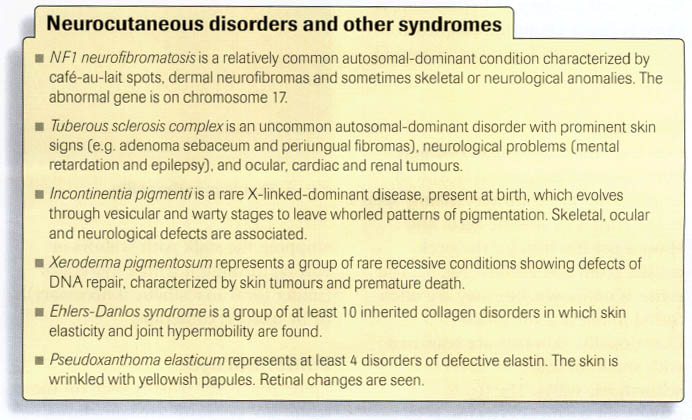 Neurocutaneous disorders and other syndromes
■ NF1 neurofibromatosis is a relatively common autosomal-dominant condition characterized by
café-au-lait spots, dermal neurofibromas and sometimes skeletal or neurological anomalies. The
abnormal gene is on chromosome 17.
■ Tuberous sclerosis complex is an uncommon autosomal-dominant disorder with prominent skin
signs (e.g. adenoma sebaceum and periungual fibromas), neurological problems (mental
retardation and epilepsy), and ocular, cardiac and renal tumours.
■ Incontinentia pigmenti is a rare X-linked-dominant disease, present at birth, which evolves
through vesicular and warty stages to leave whorled patterns of pigmentation. Skeletal, ocular
and neurological defects are associated.
■ Xeroderma pigmentosum represents a group of rare recessive conditions showing defects of
DNA repair, characterized by skin tumours and premature death.
■ Ehlers-Danlos syndrome is a group of at least 10 inherited collagen disorders in which skin
elasticity and joint hypermobility are found.
■ Pseudoxanthoma elasticum represents at least 4 disorders of defective elastin. The skin is
wrinkled with yellowish papules. Retinal changes are seen.